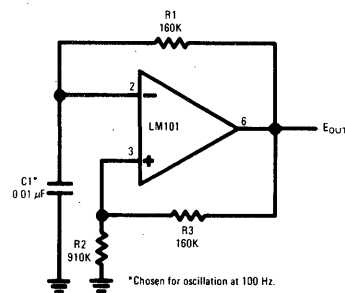 R1
160K
2
6
LM101
EOUT
3
C1*
0.01 μF
R3
160K
R2
910K
*Chosen for oscillation at 100 Hz.